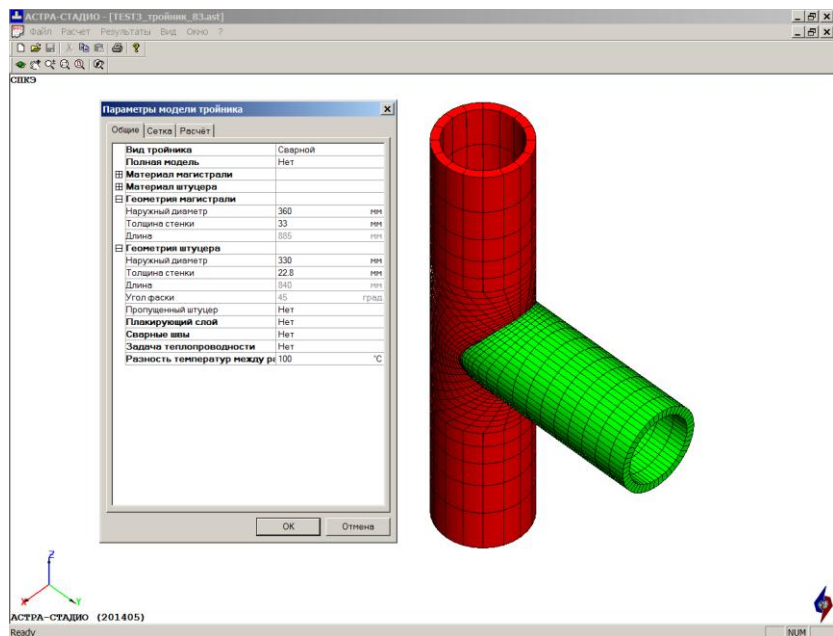 АСТРА-СТАДИО - [TEST3_тройник_83.ast]
Файл Расчет Результаты Вид Окно ?
СПКЭ
Параметры модели тройника
Общие Сетка Расчёт
Вид тройника Сварной
Полная модель Нет
Материал магистрали
Материал штуцера
Геометрия магистрали
Наружный диаметр 360 мм
Толщина стенки 33 мм
Длина 885 мм
Геометрия штуцера
Наружный диаметр 330 мм
Толщина стенки 22.8 мм
Длина 840 мм
Угол фаски 45 град
Пропущенный штуцер Нет
Плакирующий слой Нет
Сварные швы Нет
Задача теплопроводности Нет
Разность температур между ра 100 °C
OK Отмена
Z
X Y
АСТРА-СТАДИО (201405)
Ready NUM